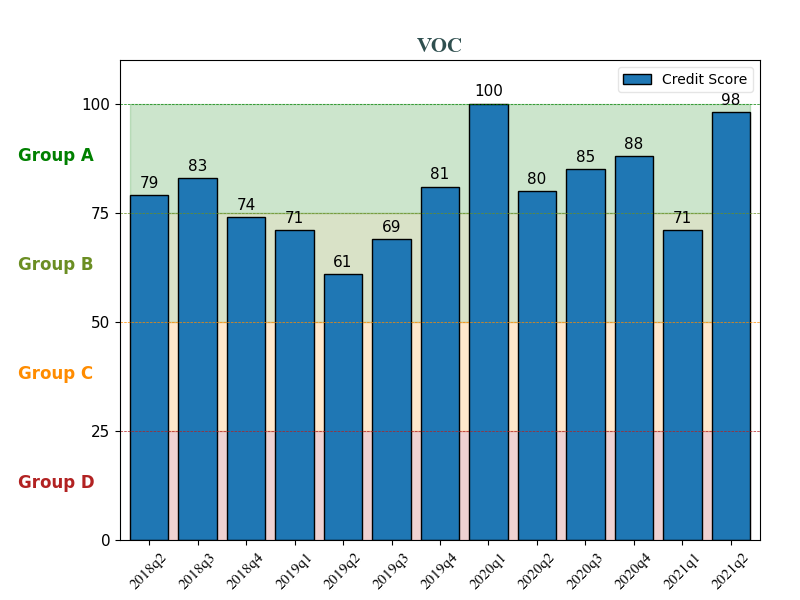 VOC
Credit Score
100
75
50
25
0
Group A
Group B
Group C
Group D
79
83
74
71
61
69
81
100
80
85
88
71
98
2018q2
2018q3
2018q4
2019q1
2019q2
2019q3
2019q4
2020q1
2020q2
2020q3
2020q4
2021q1
2021q2